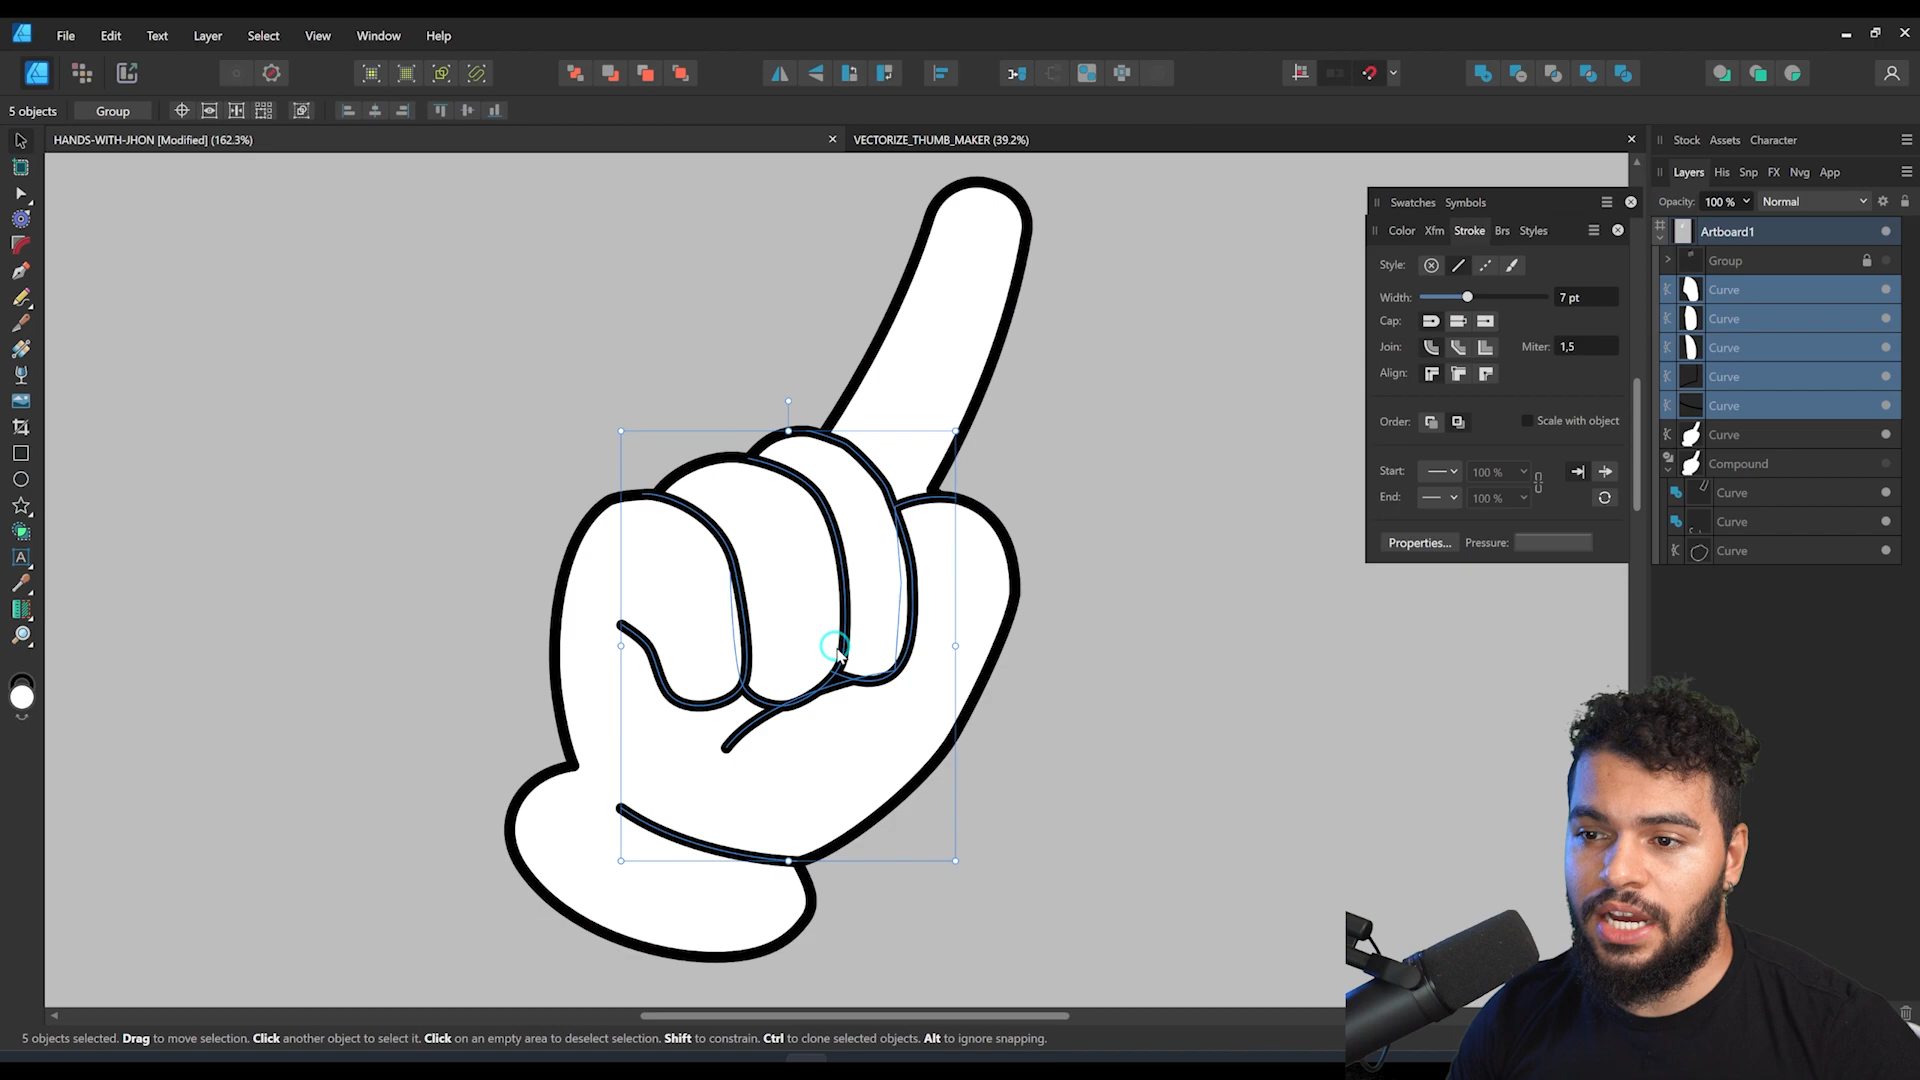 File Edit Text Layer Select View Window Help
5 objects Group
HANDS-WITH-JHON [Modified] (162.3%) VECTORIZE_THUMB_MAKER (39.2%)
Stock Assets Character
Layers His Snp FX Nvg App
Opacity: 100 % Normal
Artboard1
Group
Curve
Curve
Curve
Curve
Curve
Curve
Compound
Curve
Curve
Curve
Swatches Symbols
Color Xfm Stroke Brs Styles
Style:
Width: 7 pt
Cap:
Join: Miter: 1,5
Align:
Order: Scale with object
Start: 100 %
End: 100 %
Properties... Pressure:
A
5 objects selected. Drag to move selection. Click another object to select it. Click on an empty area to deselect selection. Shift to constrain. Ctrl to clone selected objects. Alt to ignore snapping.